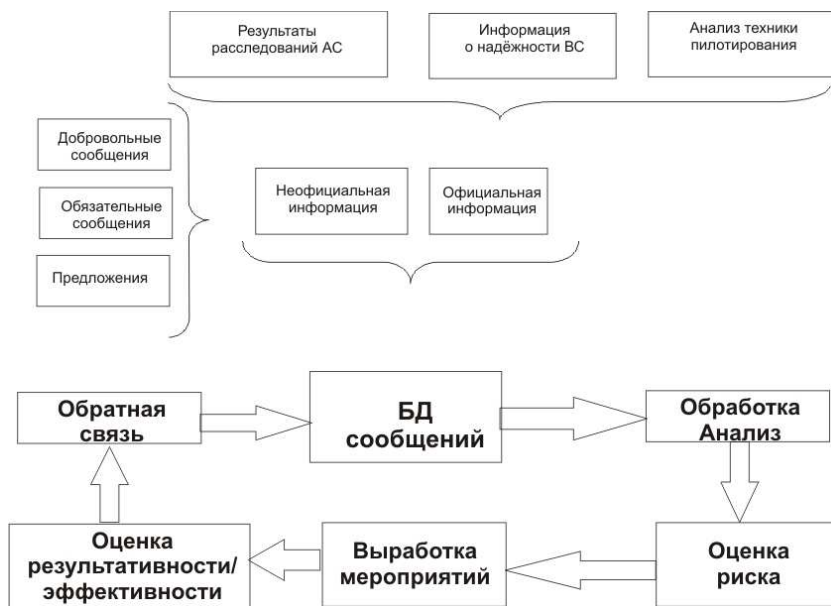 Результаты
расследований АС
Информация
о надёжности ВС
Анализ техники
пилотирования
Добровольные
сообщения
Обязательные
сообщения
Предложения
Неофициальная
информация
Официальная
информация
Обратная
связь
БД
сообщений
Обработка
Анализ
Оценка
результативности/
эффективности
Выработка
мероприятий
Оценка
риска